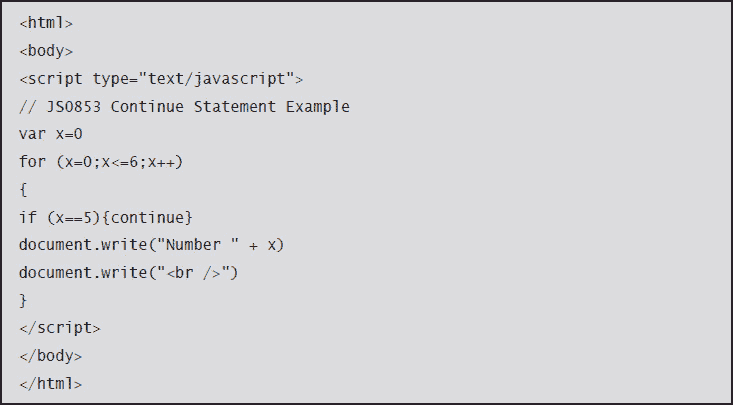 <html>
<body>
<script type="text/javascript">
// JS0853 Continue Statement Example
var x=0
for (x=0;x<=6;x++)
{
if (x==5){continue}
document.write("Number " + x)
document.write("<br />")
}
</script>
</body>
</html>